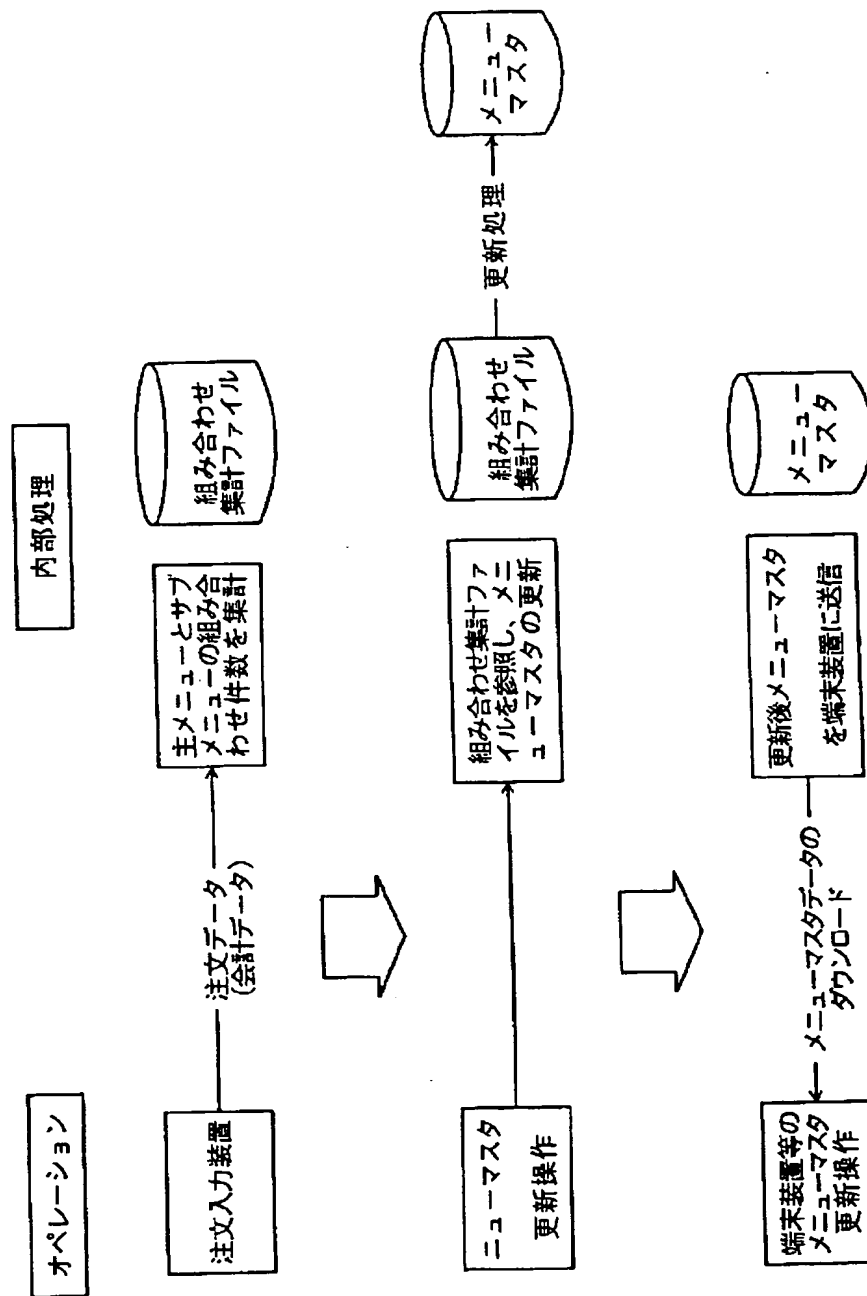 オペレーション
内部処理
注文入力装置
注文データ
(会計データ)
主メニューとサブ
メニューの組み合
わせ件数を集計
組み合わせ
集計ファイル
ニューマスタ
更新操作
組み合わせ集計ファ
イルを参照し、メニ
ューマスタの更新
組み合わせ
集計ファイル
更新処理
メニュー
マスタ
端末装置等の
メニューマスタ
更新操作
メニューマスタデータの
ダウンロード
更新後メニューマスタ
を端末装置に送信
メニュー
マスタ